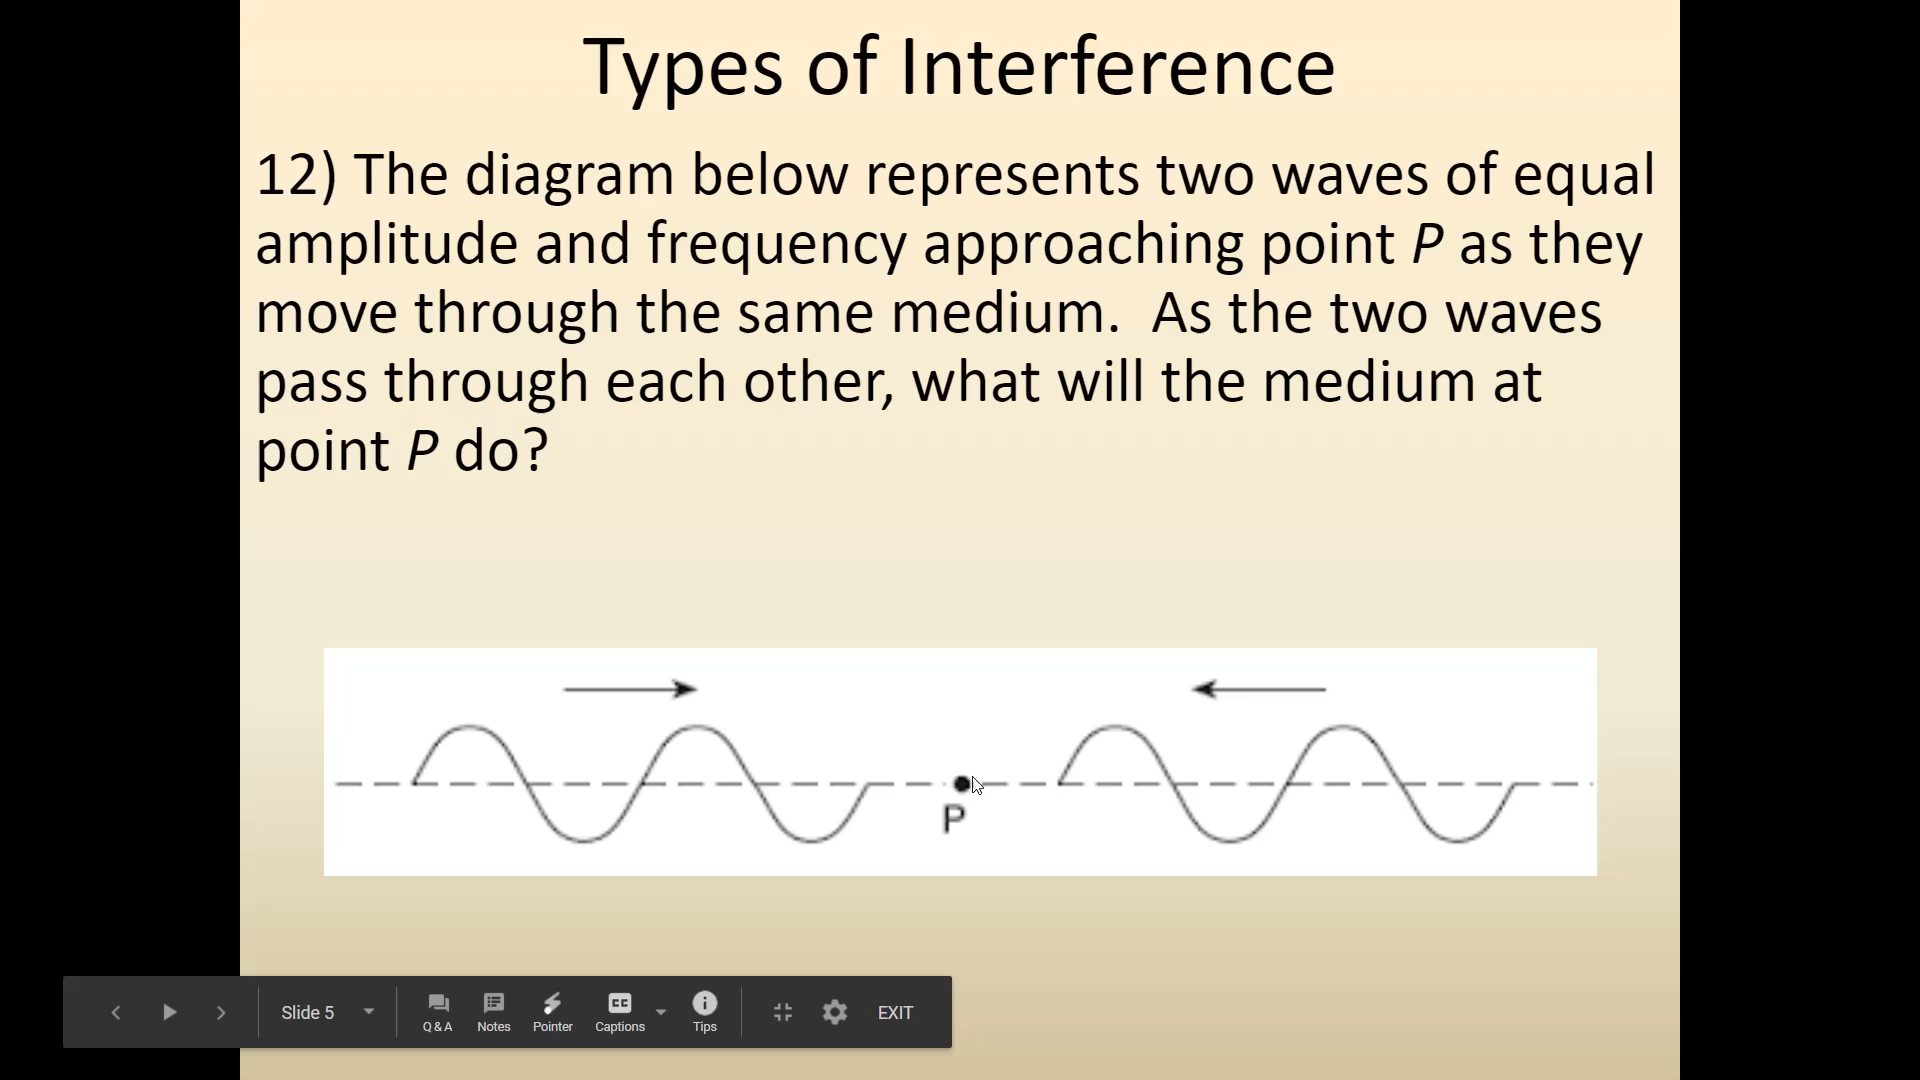 Types of Interference
12) The diagram below represents two waves of equal
amplitude and frequency approaching point P as they
move through the same medium.  As the two waves
pass through each other, what will the medium at
point P do?
P
Slide 5
Q & A
Notes
Pointer
CC
Captions
Tips
EXIT